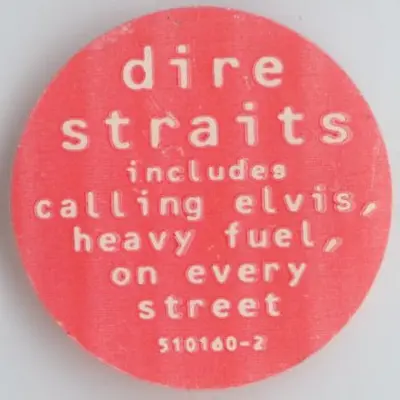 dire
straits
includes
calling elvis,
heavy fuel,
on every
street
510160-2